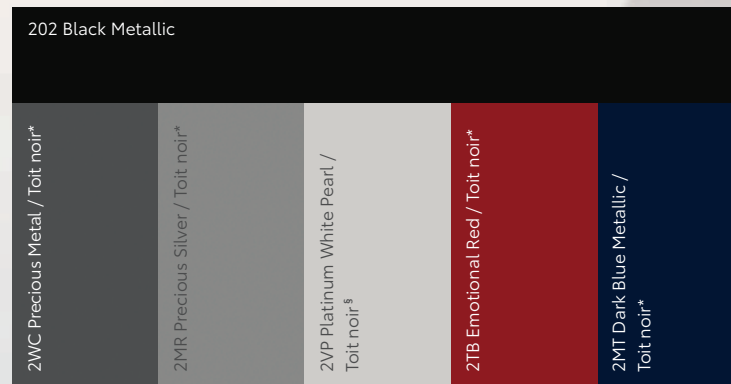 202 Black Metallic
2WC Precious Metal / Toit noir*
2MR Precious Silver / Toit noir*
2VP Platinum White Pearl /
Toit noir§
2TB Emotional Red / Toit noir*
2MT Dark Blue Metallic /
Toit noir*